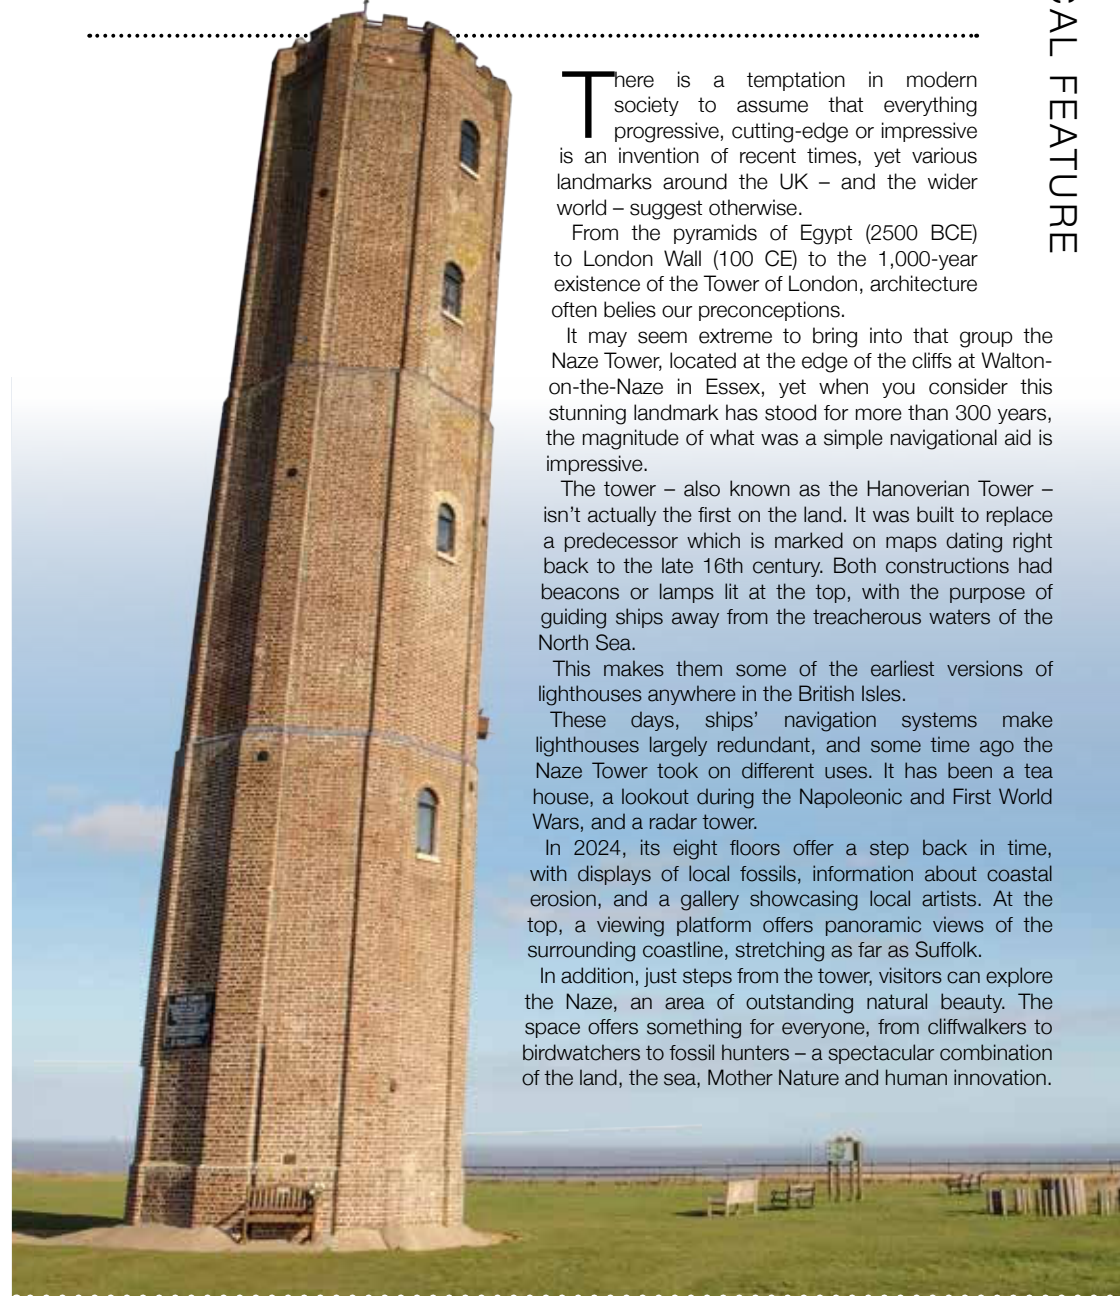 CAL FEATURE
There is a temptation in modern
society to assume that everything
progressive, cutting-edge or impressive
is an invention of recent times, yet various
landmarks around the UK – and the wider
world – suggest otherwise.
From the pyramids of Egypt (2500 BCE)
to London Wall (100 CE) to the 1,000-year
existence of the Tower of London, architecture
often belies our preconceptions.
It may seem extreme to bring into that group the
Naze Tower, located at the edge of the cliffs at Walton-
on-the-Naze in Essex, yet when you consider this
stunning landmark has stood for more than 300 years,
the magnitude of what was a simple navigational aid is
impressive.
The tower – also known as the Hanoverian Tower –
isn’t actually the first on the land. It was built to replace
a predecessor which is marked on maps dating right
back to the late 16th century. Both constructions had
beacons or lamps lit at the top, with the purpose of
guiding ships away from the treacherous waters of the
North Sea.
This makes them some of the earliest versions of
lighthouses anywhere in the British Isles.
These days, ships’ navigation systems make
lighthouses largely redundant, and some time ago the
Naze Tower took on different uses. It has been a tea
house, a lookout during the Napoleonic and First World
Wars, and a radar tower.
In 2024, its eight floors offer a step back in time,
with displays of local fossils, information about coastal
erosion, and a gallery showcasing local artists. At the
top, a viewing platform offers panoramic views of the
surrounding coastline, stretching as far as Suffolk.
In addition, just steps from the tower, visitors can explore
the Naze, an area of outstanding natural beauty. The
space offers something for everyone, from cliffwalkers to
birdwatchers to fossil hunters – a spectacular combination
of the land, the sea, Mother Nature and human innovation.